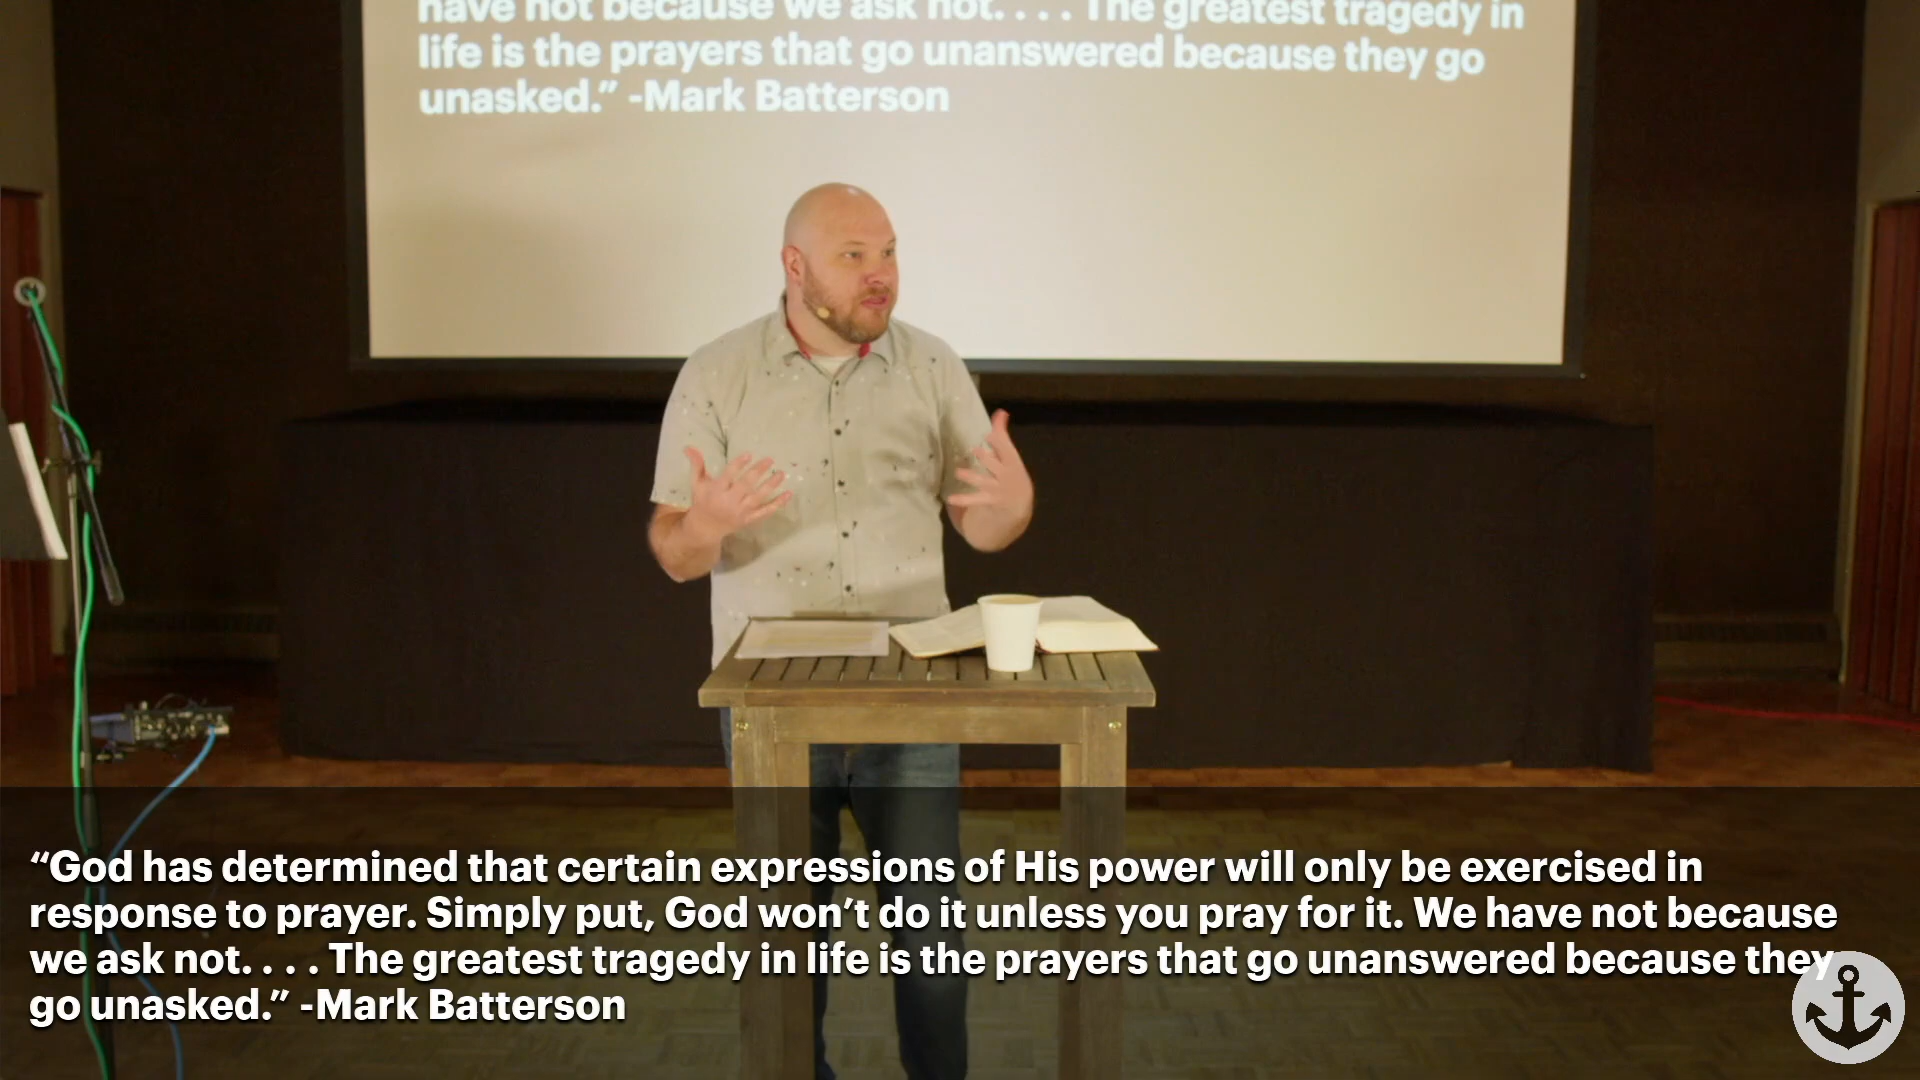 have not because we ask not. . . . The greatest tragedy in
life is the prayers that go unanswered because they go
unasked.” -Mark Batterson
“God has determined that certain expressions of His power will only be exercised in
response to prayer. Simply put, God won’t do it unless you pray for it. We have not because
we ask not. . . . The greatest tragedy in life is the prayers that go unanswered because they
go unasked.” -Mark Batterson